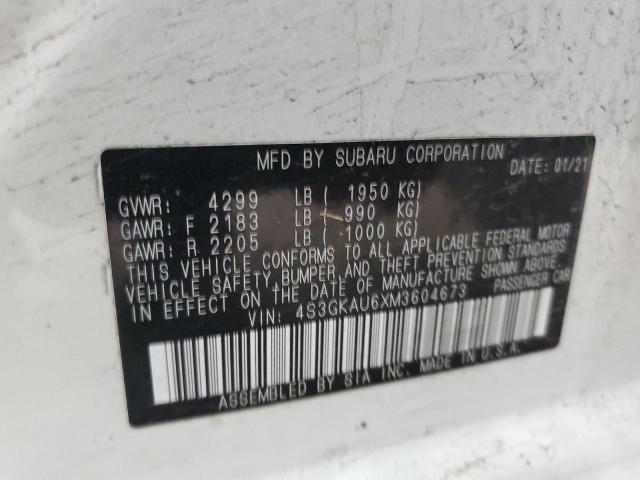 MFD BY SUBARU CORPORATION DATE: 01/21
GVWR: 4299 LB ( 1950 KG)
GAWR: F 2183 LB ( 990 KG)
GAWR: R 2205 LB ( 1000 KG)
THIS VEHICLE CONFORMS TO ALL APPLICABLE FEDERAL MOTOR
VEHICLE SAFETY, BUMPER, AND THEFT PREVENTION STANDARDS
IN EFFECT ON THE DATE OF MANUFACTURE SHOWN ABOVE.
VIN: 4S3GKAU6XM3604673 PASSENGER CAR
ASSEMBLED BY SIA INC. MADE IN U.S.A.